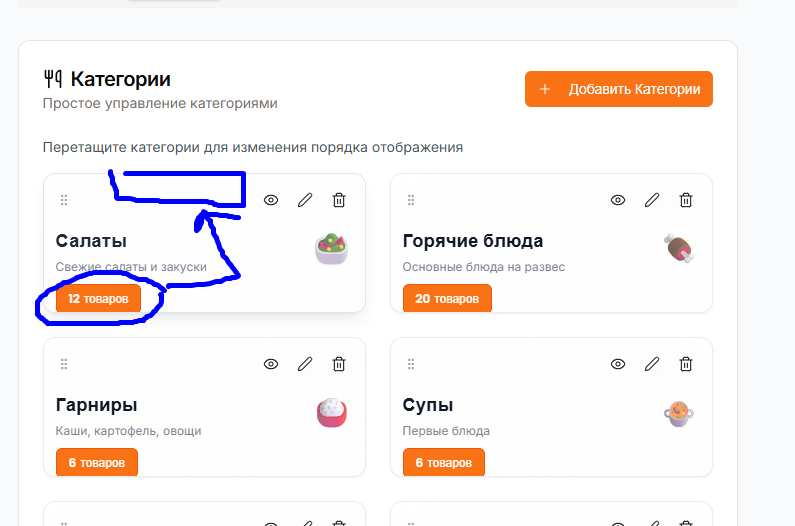 Категории
Простое управление категориями
+ Добавить Категории
Перетащите категории для изменения порядка отображения
Салаты
Свежие салаты и закуски
12 товаров
Горячие блюда
Основные блюда на развес
20 товаров
Гарниры
Каши, картофель, овощи
6 товаров
Супы
Первые блюда
6 товаров